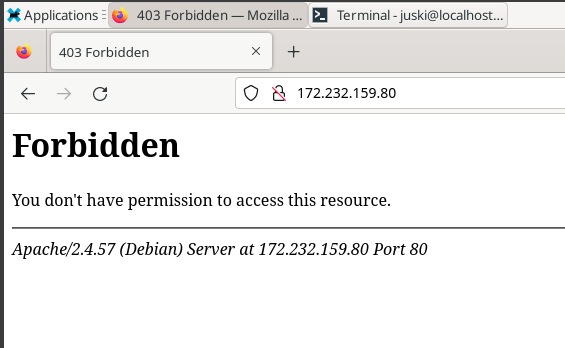 Applications 403 Forbidden — Mozilla ... Terminal - juski@localhost...
403 Forbidden
172.232.159.80
Forbidden
You don't have permission to access this resource.
Apache/2.4.57 (Debian) Server at 172.232.159.80 Port 80